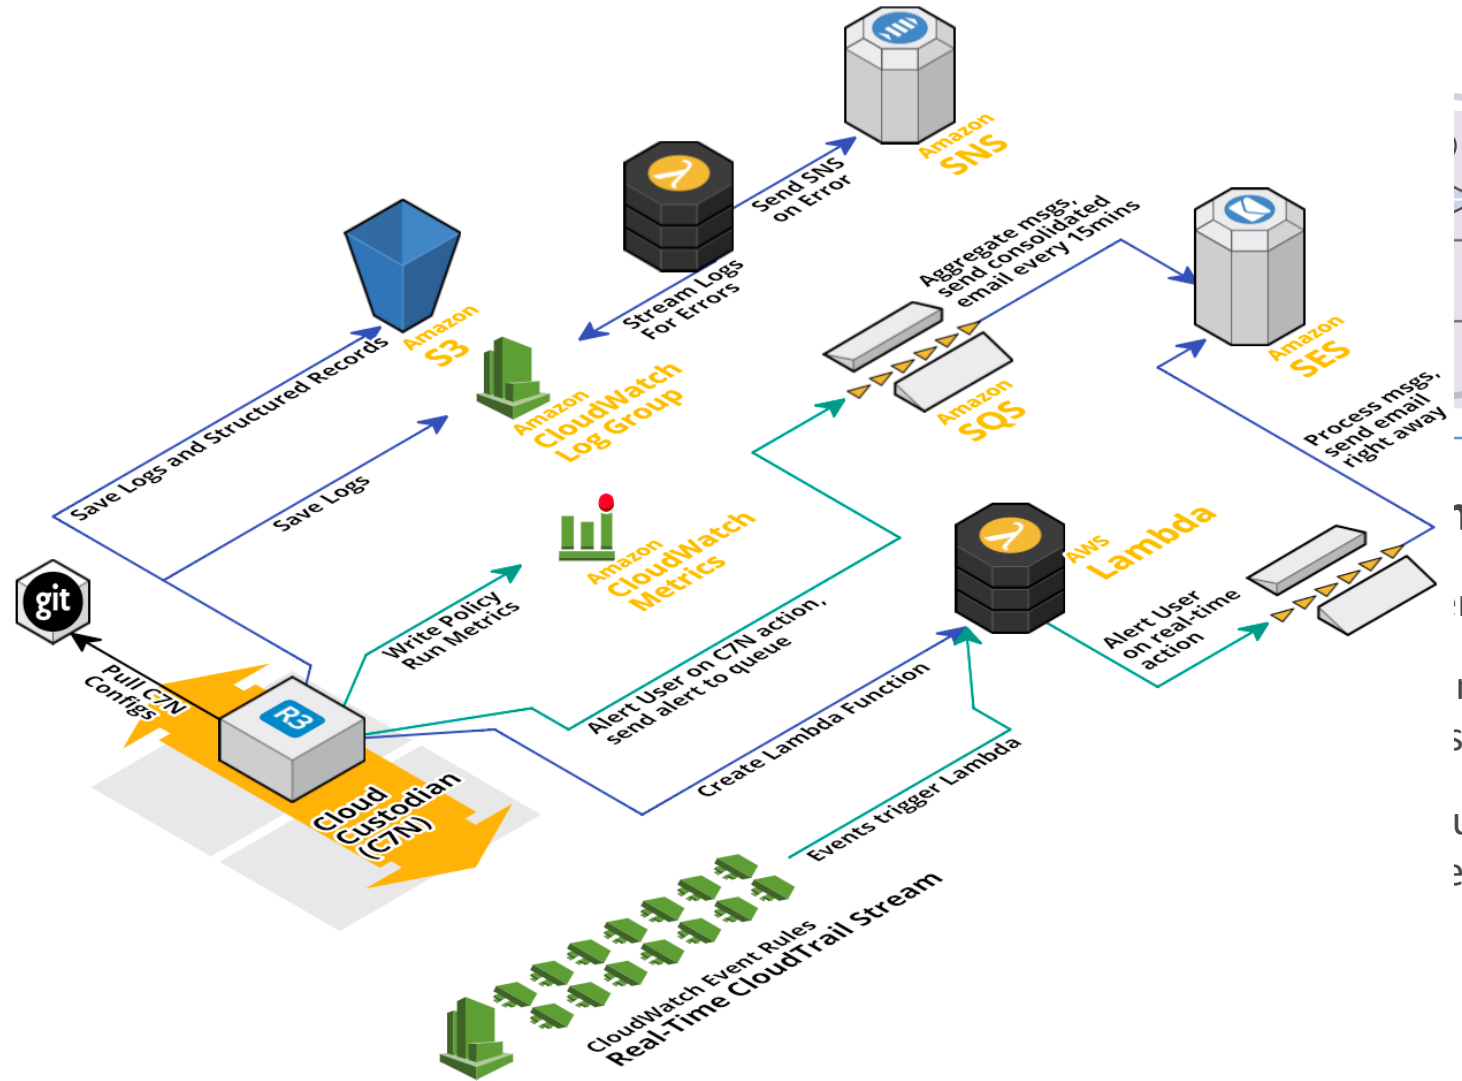 Amazon
SNS
Send SNS
on Error
Stream Logs
For Errors
Amazon
S3
Save Logs and Structured Records
Amazon
CloudWatch
Log Group
Save Logs
Aggregate msgs,
send consolidated
email every 15mins
Amazon
SES
Amazon
SQS
Process msgs,
send email
right away
Amazon
CloudWatch
Metrics
Write Policy
Run Metrics
AWS
Lambda
git
Pull C7N
Configs
R3
Cloud
Custodian
(C7N)
Alert User on C7N action,
send alert to queue
Create Lambda Function
Alert User
on real-time
action
Events trigger Lambda
CloudWatch Event Rules
Real-Time CloudTrail Stream